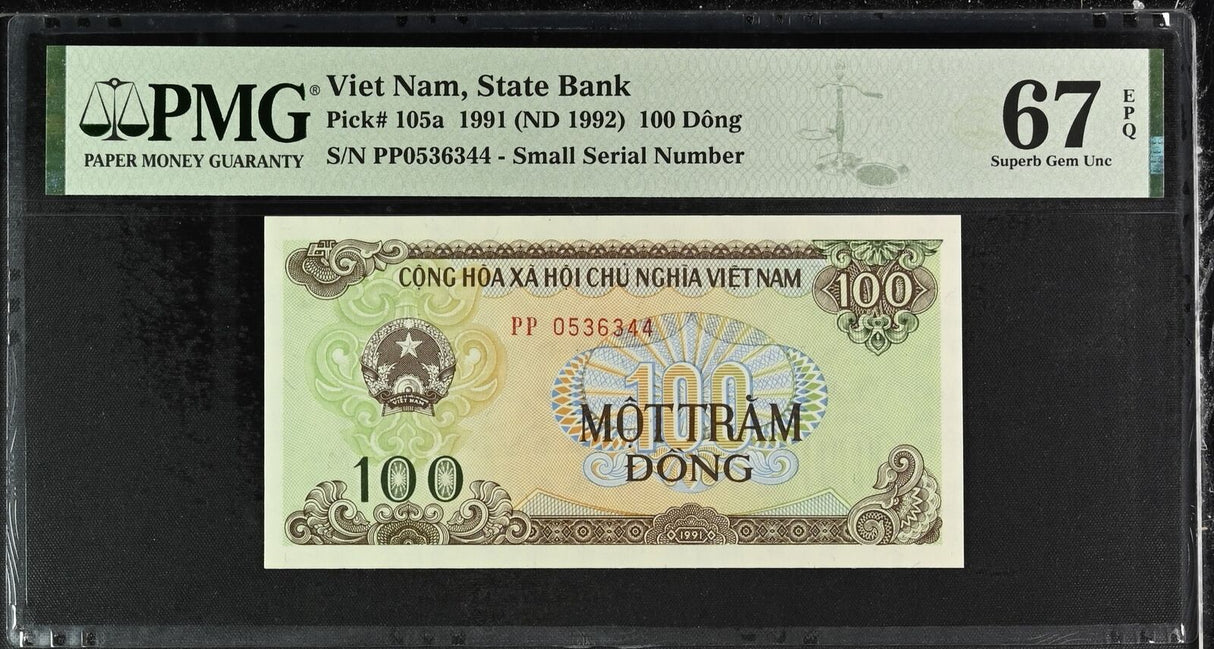 PMG®
PAPER MONEY GUARANTY
Viet Nam, State Bank
Pick# 105a 1991 (ND 1992) 100 Dông
S/N PP0536344 - Small Serial Number
67
EPQ
Superb Gem Unc
CỘNG HÒA XÃ HỘI CHỦ NGHĨA VIỆT NAM
100
PP 0536344
VIỆT NAM
100
MỘT TRĂM
ĐỒNG
100
1991